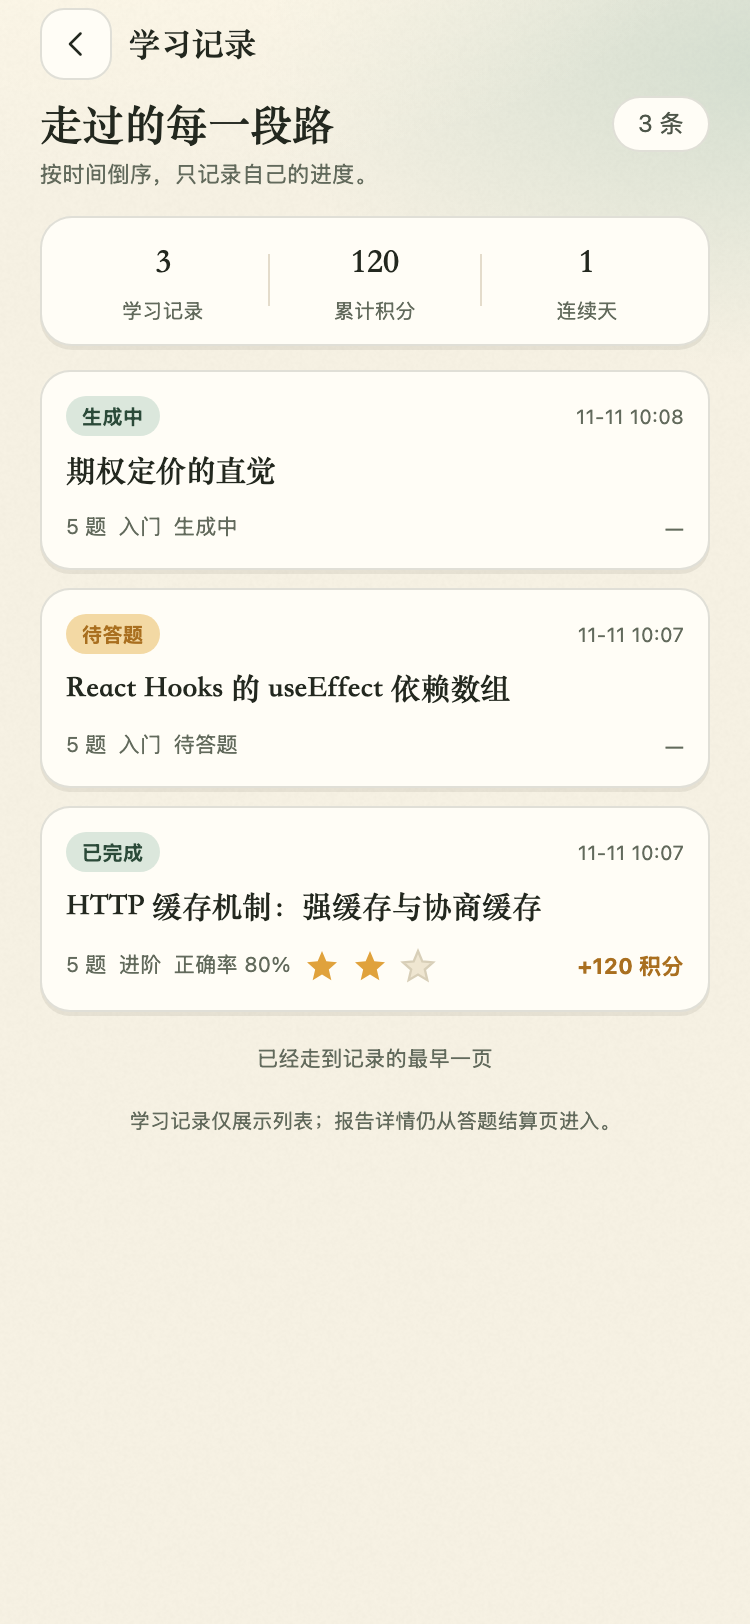 学习记录
走过的每一段路
3 条
按时间倒序，只记录自己的进度。
3
120
1
学习记录
累计积分
连续天
生成中
11-11 10:08
期权定价的直觉
5 题 入门 生成中
—
待答题
11-11 10:07
React Hooks 的 useEffect 依赖数组
5 题 入门 待答题
—
已完成
11-11 10:07
HTTP 缓存机制：强缓存与协商缓存
5 题 进阶 正确率 80%
+120 积分
已经走到记录的最早一页
学习记录仅展示列表；报告详情仍从答题结算页进入。